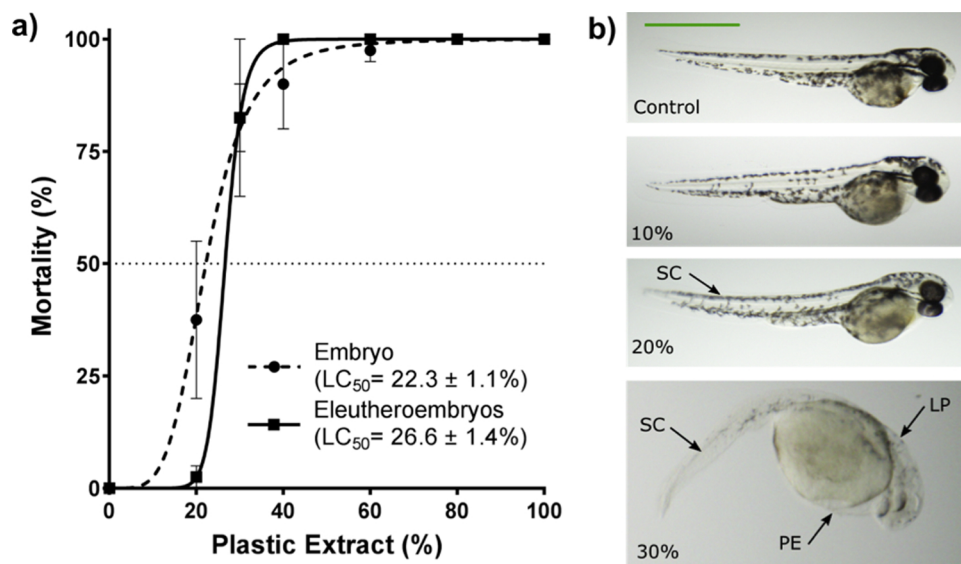 a)
Mortality (%)
100
75
50
25
0
Embryo
(LC50= 22.3 ± 1.1%)
Eleutheroembryos
(LC50= 26.6 ± 1.4%)
0 20 40 60 80 100
Plastic Extract (%)
b)
Control
10%
SC
20%
SC
LP
PE
30%